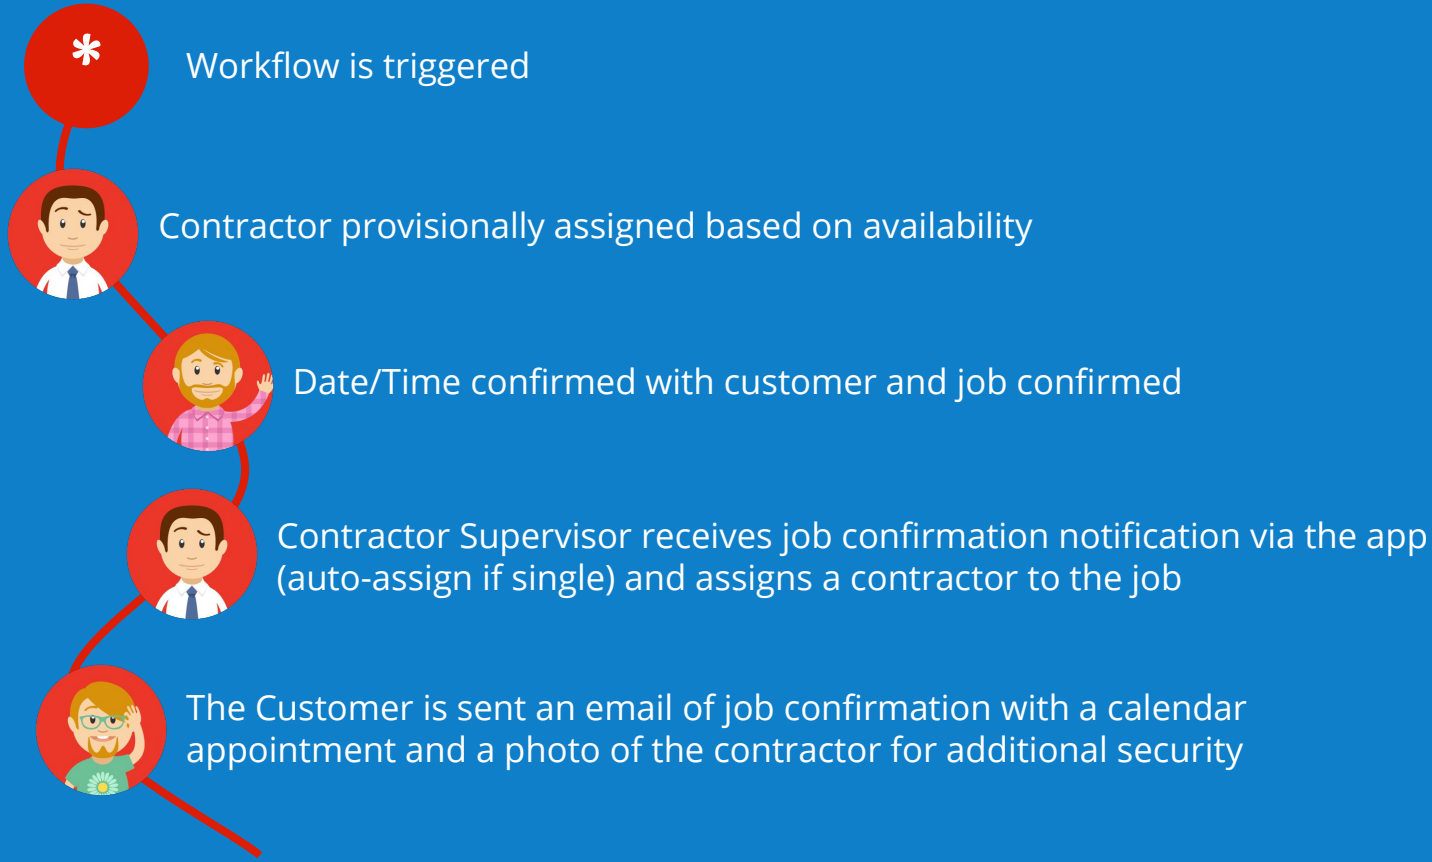 *
Workflow is triggered
Contractor provisionally assigned based on availability
Date/Time confirmed with customer and job confirmed
Contractor Supervisor receives job confirmation notification via the app
(auto-assign if single) and assigns a contractor to the job
The Customer is sent an email of job confirmation with a calendar
appointment and a photo of the contractor for additional security